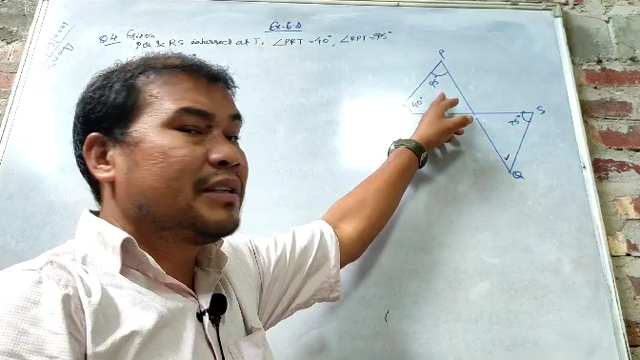 Ex-6.3
Q4. Given
PQ & RS intersect at T, ∠PRT = 40°, ∠RPT = 95°
P
95°
40°
S
75°
Q